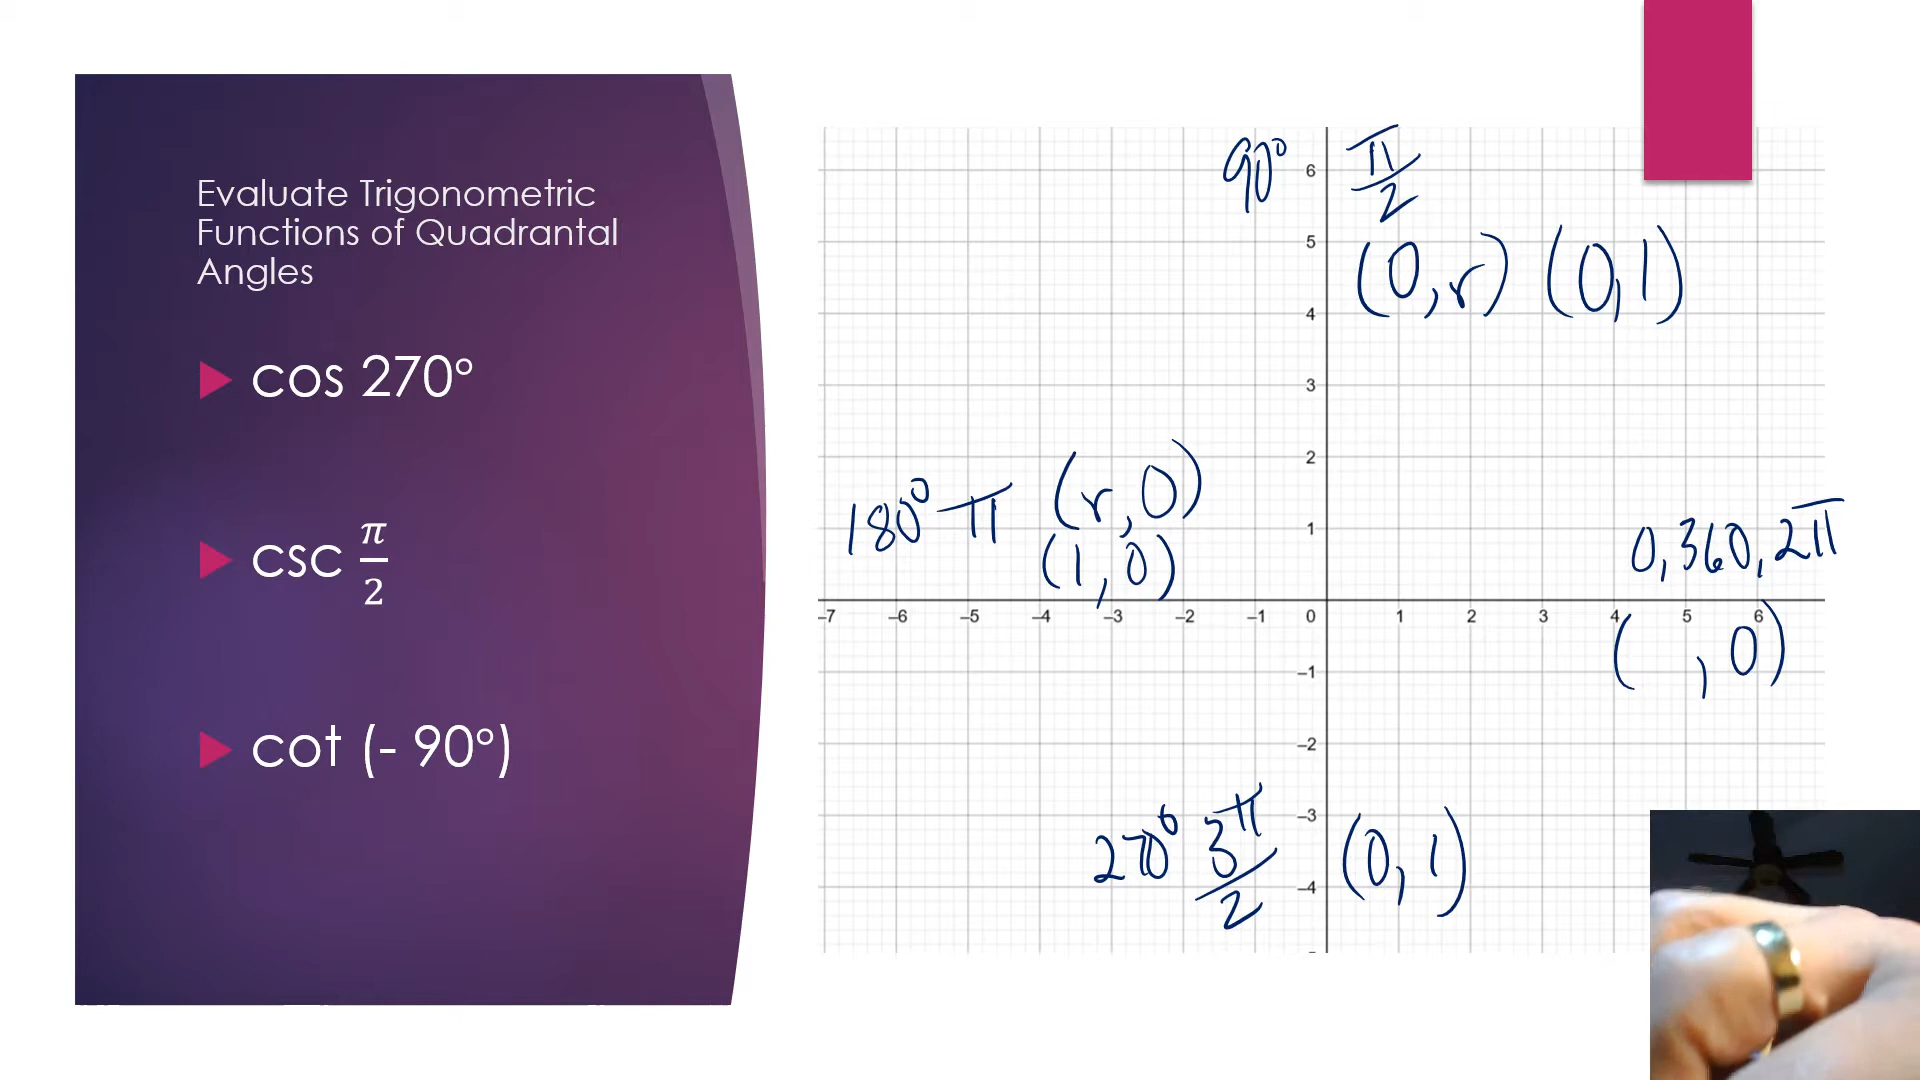 Evaluate Trigonometric
Functions of Quadrantal
Angles
cos 270°
csc π/2
cot (- 90°)
90° π/2
(0,r) (0,1)
180° π (r,0)
(1,0)
0,360,2π
( ,0)
270° 3π/2 (0,1)
6
5
4
3
2
1
–7 –6 –5 –4 –3 –2 –1 0 1 2 3 4 5 6
–1
–2
–3
–4